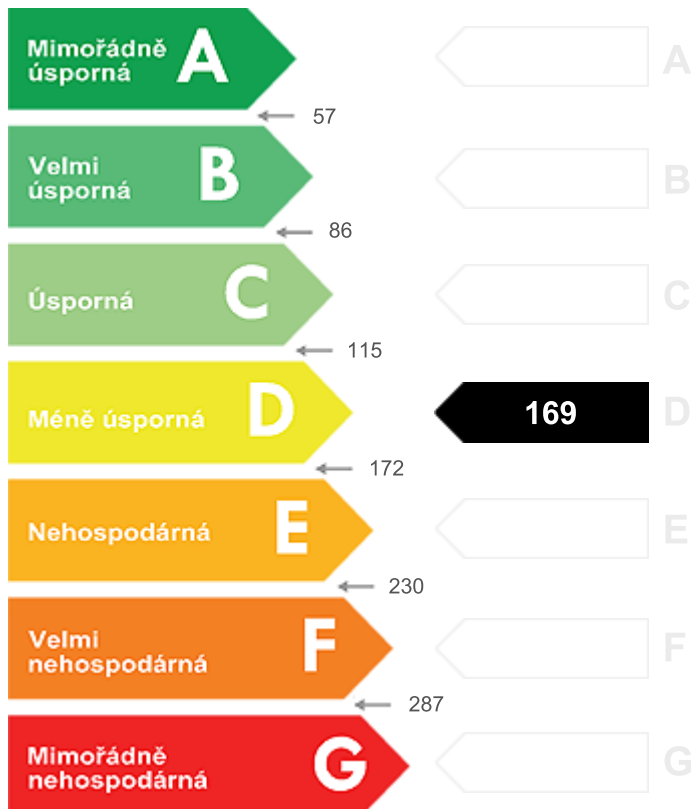 Mimořádně
úsporná
A
A
57
Velmi
úsporná
B
B
86
Úsporná
C
C
115
Méně úsporná
D
169
D
172
Nehospodárná
E
E
230
Velmi
nehospodárná
F
F
287
Mimořádně
nehospodárná
G
G